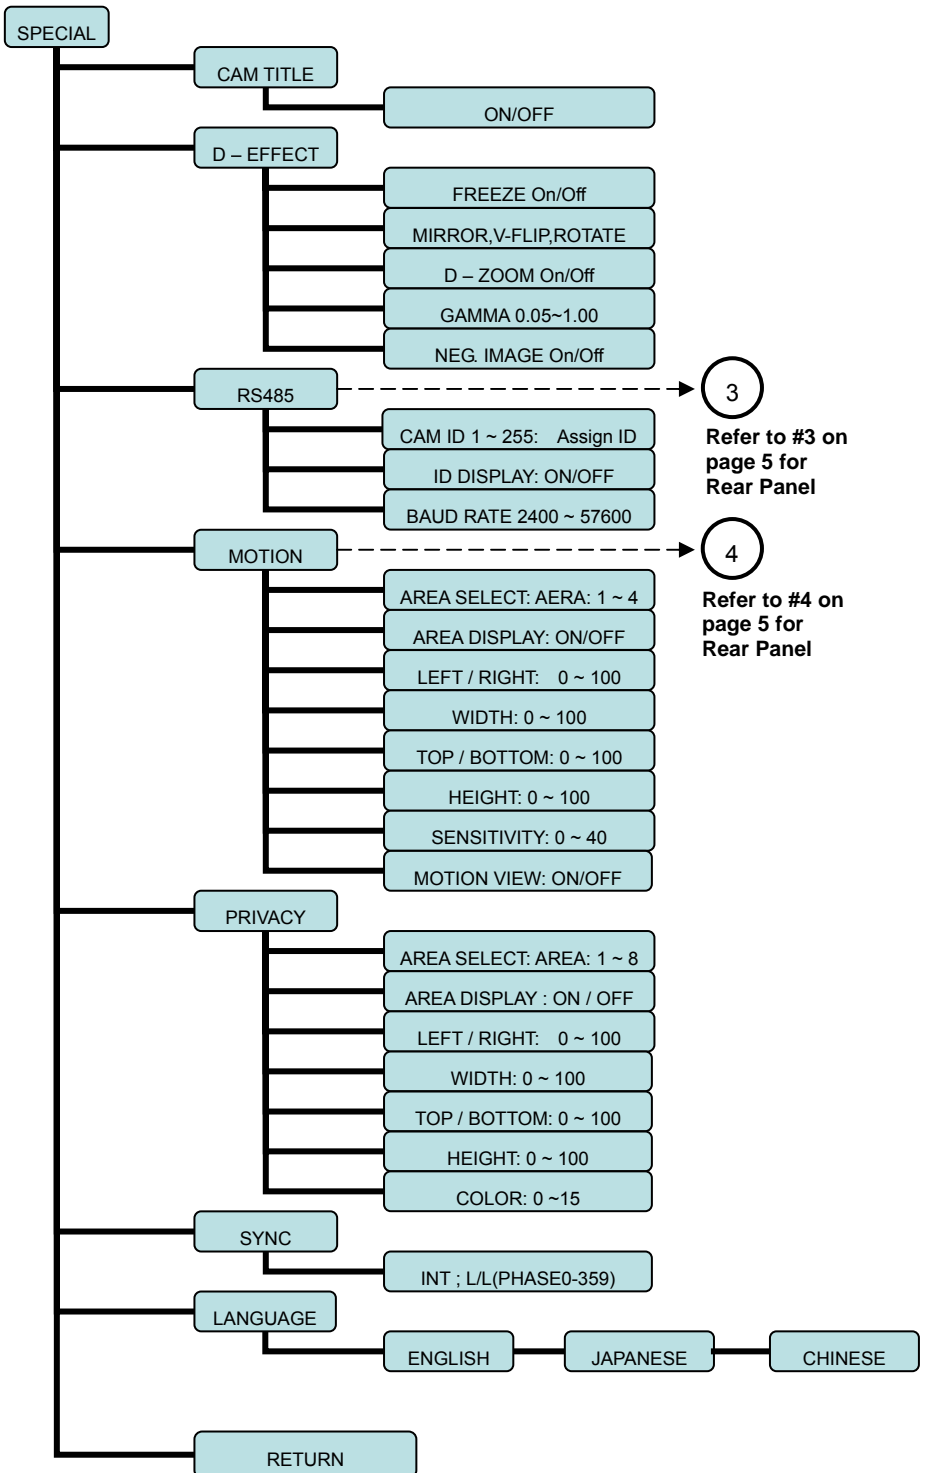 SPECIAL
CAM TITLE
ON/OFF
D – EFFECT
FREEZE On/Off
MIRROR,V-FLIP,ROTATE
D – ZOOM On/Off
GAMMA 0.05~1.00
NEG. IMAGE On/Off
RS485
3
Refer to #3 on
page 5 for
Rear Panel
CAM ID 1 ~ 255: Assign ID
ID DISPLAY: ON/OFF
BAUD RATE 2400 ~ 57600
MOTION
4
Refer to #4 on
page 5 for
Rear Panel
AREA SELECT: AERA: 1 ~ 4
AREA DISPLAY: ON/OFF
LEFT / RIGHT: 0 ~ 100
WIDTH: 0 ~ 100
TOP / BOTTOM: 0 ~ 100
HEIGHT: 0 ~ 100
SENSITIVITY: 0 ~ 40
MOTION VIEW: ON/OFF
PRIVACY
AREA SELECT: AREA: 1 ~ 8
AREA DISPLAY : ON / OFF
LEFT / RIGHT: 0 ~ 100
WIDTH: 0 ~ 100
TOP / BOTTOM: 0 ~ 100
HEIGHT: 0 ~ 100
COLOR: 0 ~15
SYNC
INT ; L/L(PHASE0-359)
LANGUAGE
ENGLISH
JAPANESE
CHINESE
RETURN